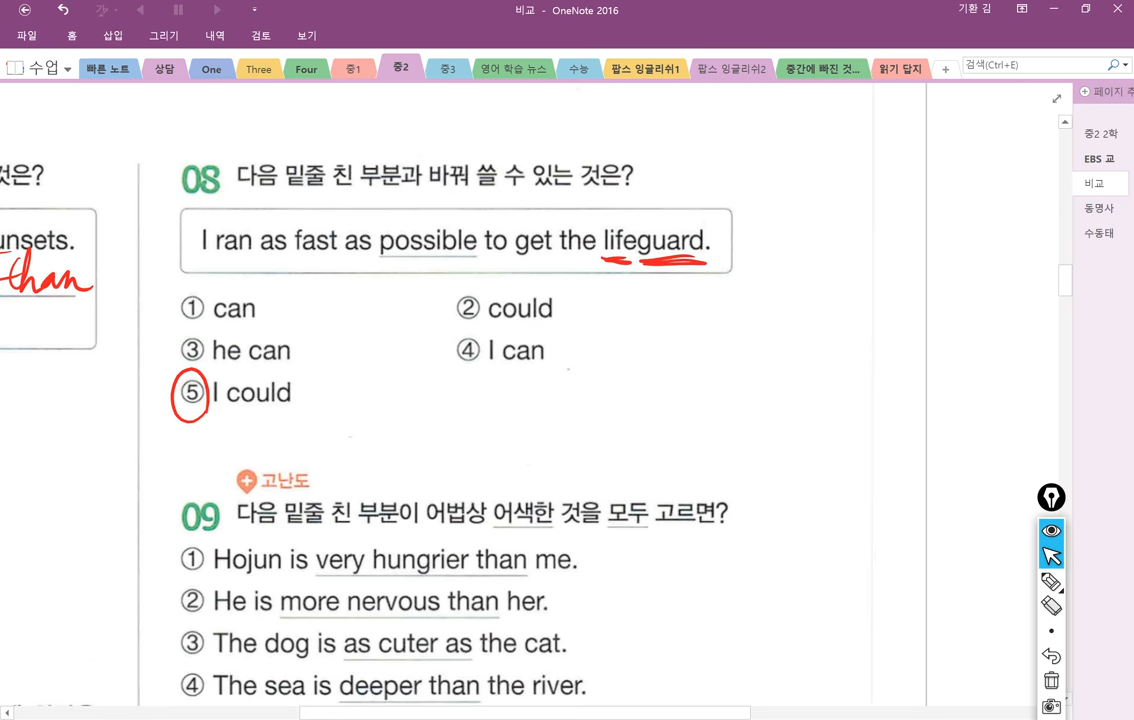 비교 - OneNote 2016
기환 김
파일 홈 삽입 그리기 내역 검토 보기
수업 빠른 노트 상담 One Three Four 중1 중2 중3 영어 학습 뉴스 수능 팝스 잉글리쉬1 팝스 잉글리쉬2 중간에 빠진 것... 읽기 답지 검색(Ctrl+E)
페이지 추
중2 2학
EBS 교
비교
동명사
수동태
것은?
unsets.
than
08 다음 밑줄 친 부분과 바꿔 쓸 수 있는 것은?
I ran as fast as possible to get the lifeguard.
① can ② could
③ he can ④ I can
⑤ I could
고난도
09 다음 밑줄 친 부분이 어법상 어색한 것을 모두 고르면?
① Hojun is very hungrier than me.
② He is more nervous than her.
③ The dog is as cuter as the cat.
④ The sea is deeper than the river.